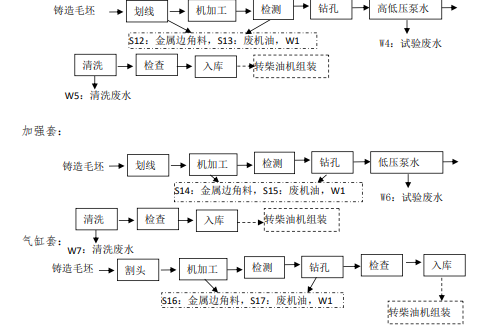 铸造毛坯 划线 机加工 检测 钻孔 高低压泵水
S12：金属边角料，S13：废机油，W1
W4：试验废水
清洗 检查 入库 转柴油机组装
W5：清洗废水
加强套：
铸造毛坯 划线 机加工 检测 钻孔 低压泵水
S14：金属边角料，S15：废机油，W1
W6：试验废水
清洗 检查 入库 转柴油机组装
气缸套：
W7：清洗废水
铸造毛坯 割头 机加工 检测 钻孔 检查 入库
S16：金属边角料，S17：废机油，W1
转柴油机组装